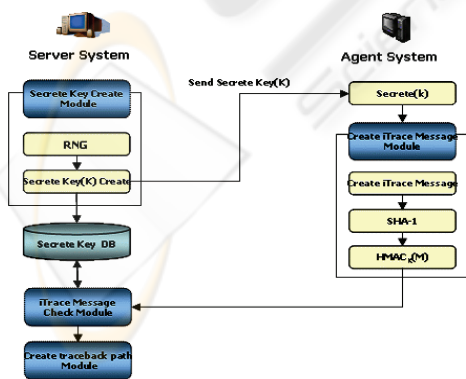 Server System
Agent System
Secrete Key Create
Module
RNG
Secrete Key(K) Create
Secrete Key DB
iTrace Message
Check Module
Create traceback path
Module
Send Secrete Key(K)
Secrete(k)
Create iTrace Message
Module
Create iTrace Message
SHA-1
HMACK(M)